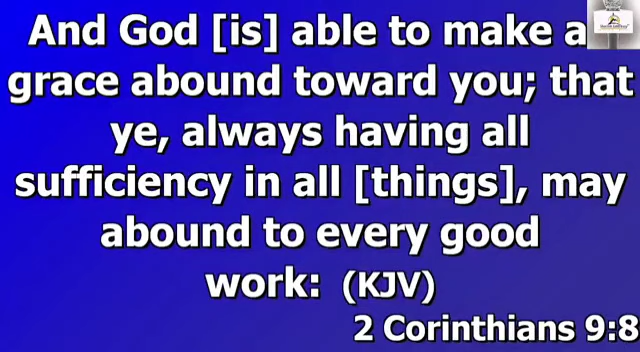 And God [is] able to make a
grace abound toward you; that
ye, always having all
sufficiency in all [things], may
abound to every good
work: (KJV)
2 Corinthians 9:8